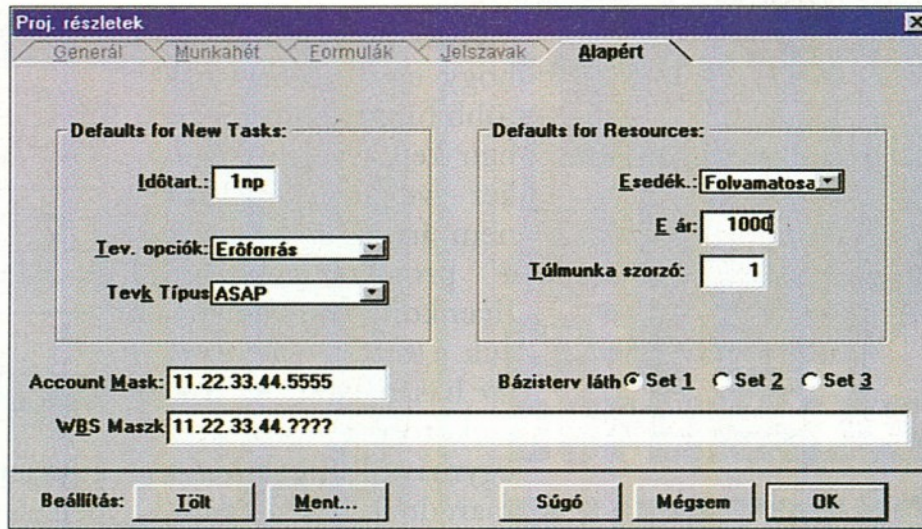 Proj. részletek
Generál Munkahét Formulák Jelszavak Alapért
Defaults for New Tasks:
Idôtart.: 1np
Tev. opciók: Erôforrás
Tevk Típus ASAP
Defaults for Resources:
Esedék.: Folyamatosa
E ár: 1000
Túlmunka szorzó: 1
Account Mask: 11.22.33.44.5555
Bázisterv láth Set 1 Set 2 Set 3
WBS Maszk 11.22.33.44.????
Beállítás: Tölt Ment... Súgó Mégsem OK